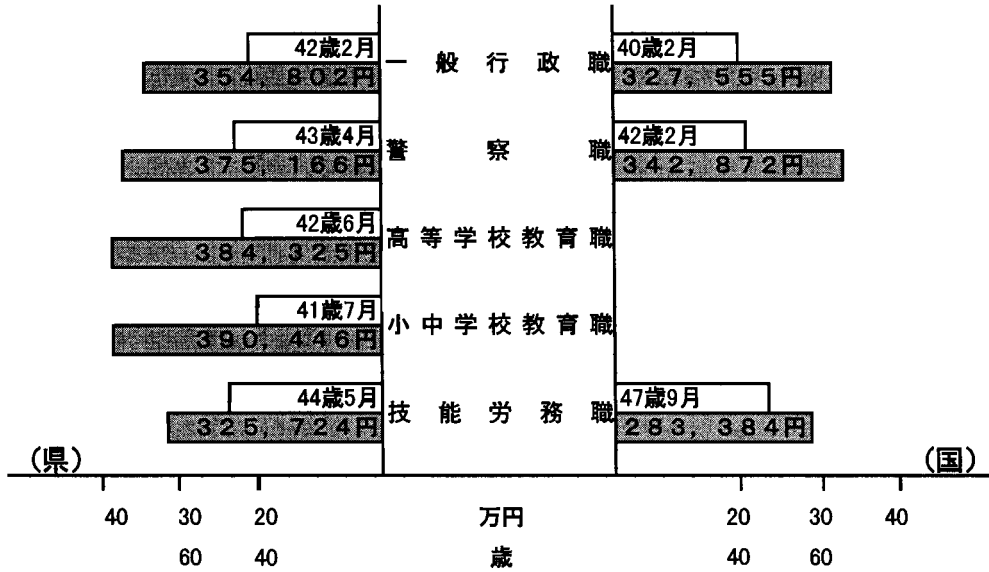 42歳2月 40歳2月
354,802円 一般行政職 327,555円
43歳4月 42歳2月
375,166円 警察職 342,872円
42歳6月
384,325円 高等学校教育職
41歳7月
390,446円 小中学校教育職
44歳5月 47歳9月
325,724円 技能労務職 283,384円
(県) (国)
40 30 20 万円 20 30 40
60 40 歳 40 60